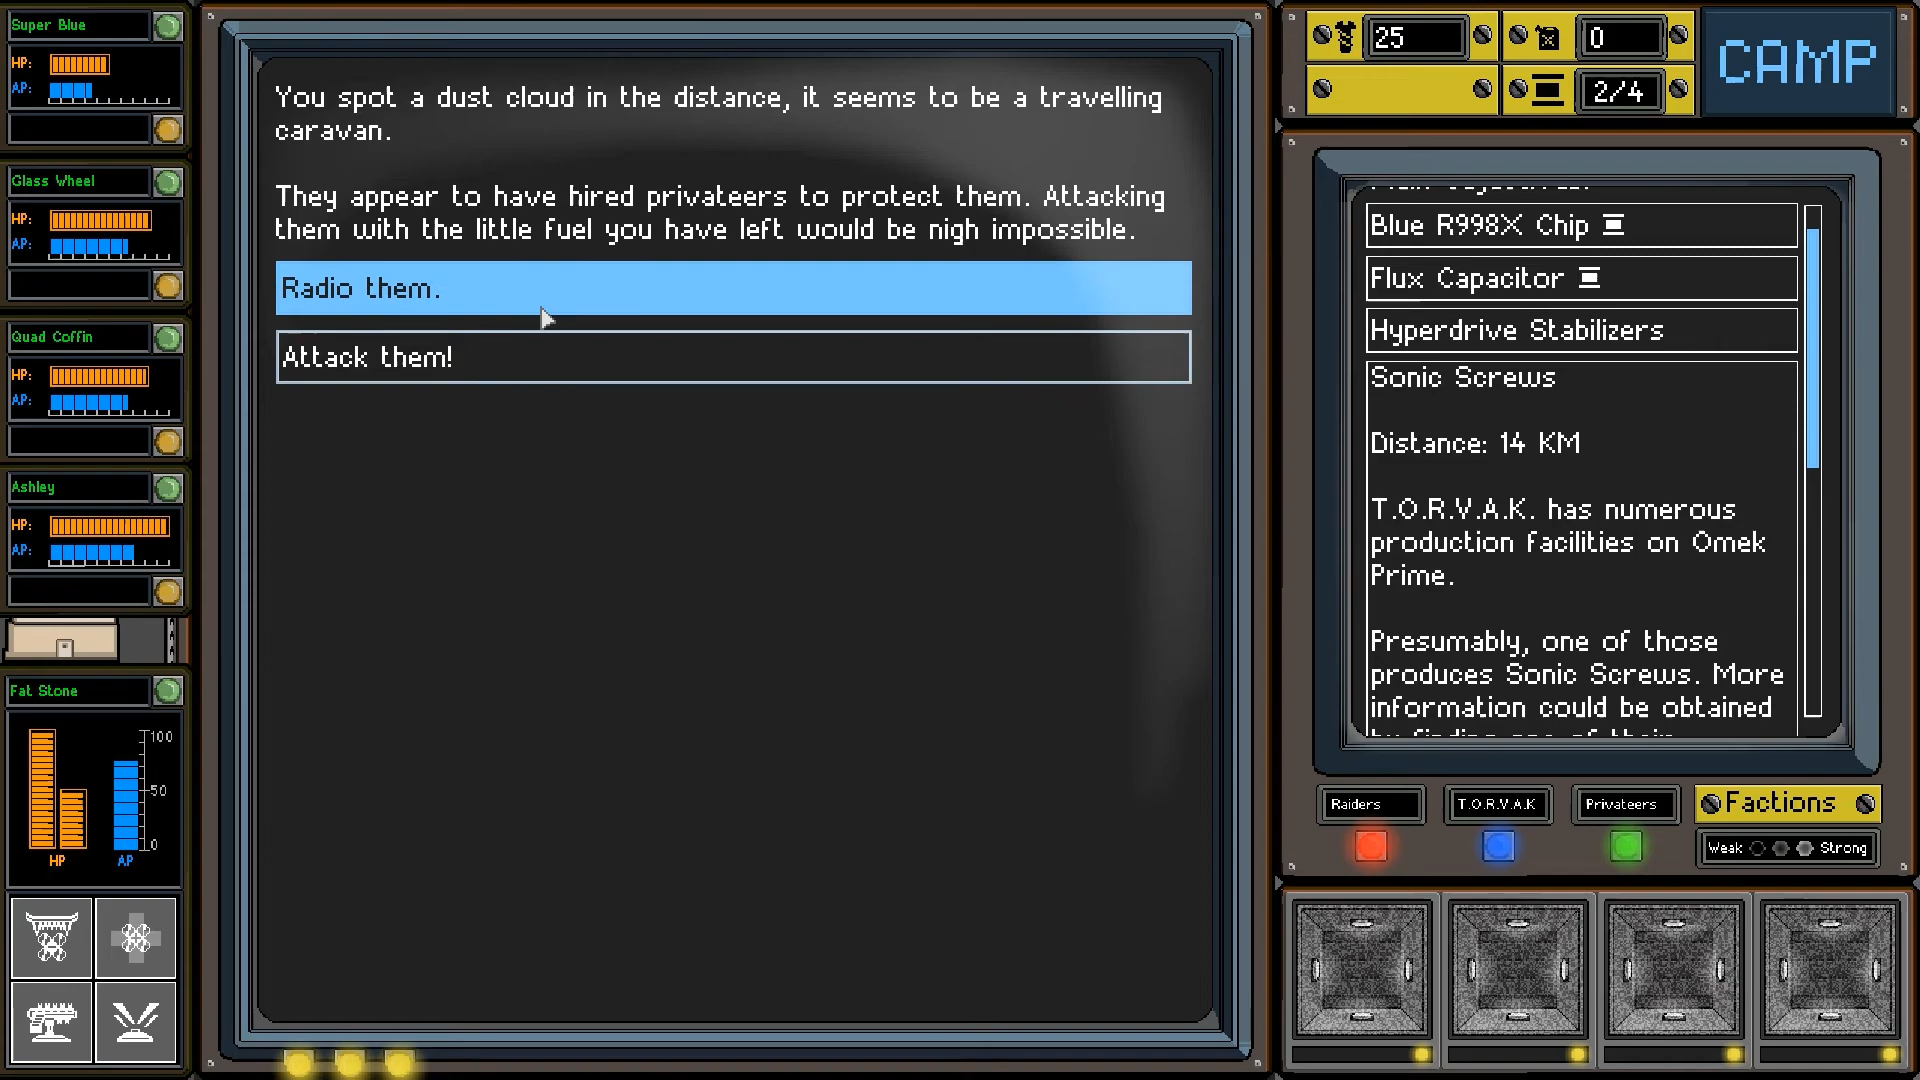 Super Blue
HP:
AP:
Glass Wheel
HP:
AP:
Quad Coffin
HP:
AP:
Ashley
HP:
AP:
Fat Stone
100
50
0
HP
AP
You spot a dust cloud in the distance, it seems to be a travelling
caravan.
They appear to have hired privateers to protect them. Attacking
them with the little fuel you have left would be nigh impossible.
Radio them.
Attack them!
25
0
2/4
CAMP
Blue R998X Chip
Flux Capacitor
Hyperdrive Stabilizers
Sonic Screws
Distance: 14 KM
T.O.R.V.A.K. has numerous
production facilities on Omek
Prime.
Presumably, one of those
produces Sonic Screws. More
information could be obtained
Raiders
T.O.R.V.A.K
Privateers
Factions
Weak
Strong